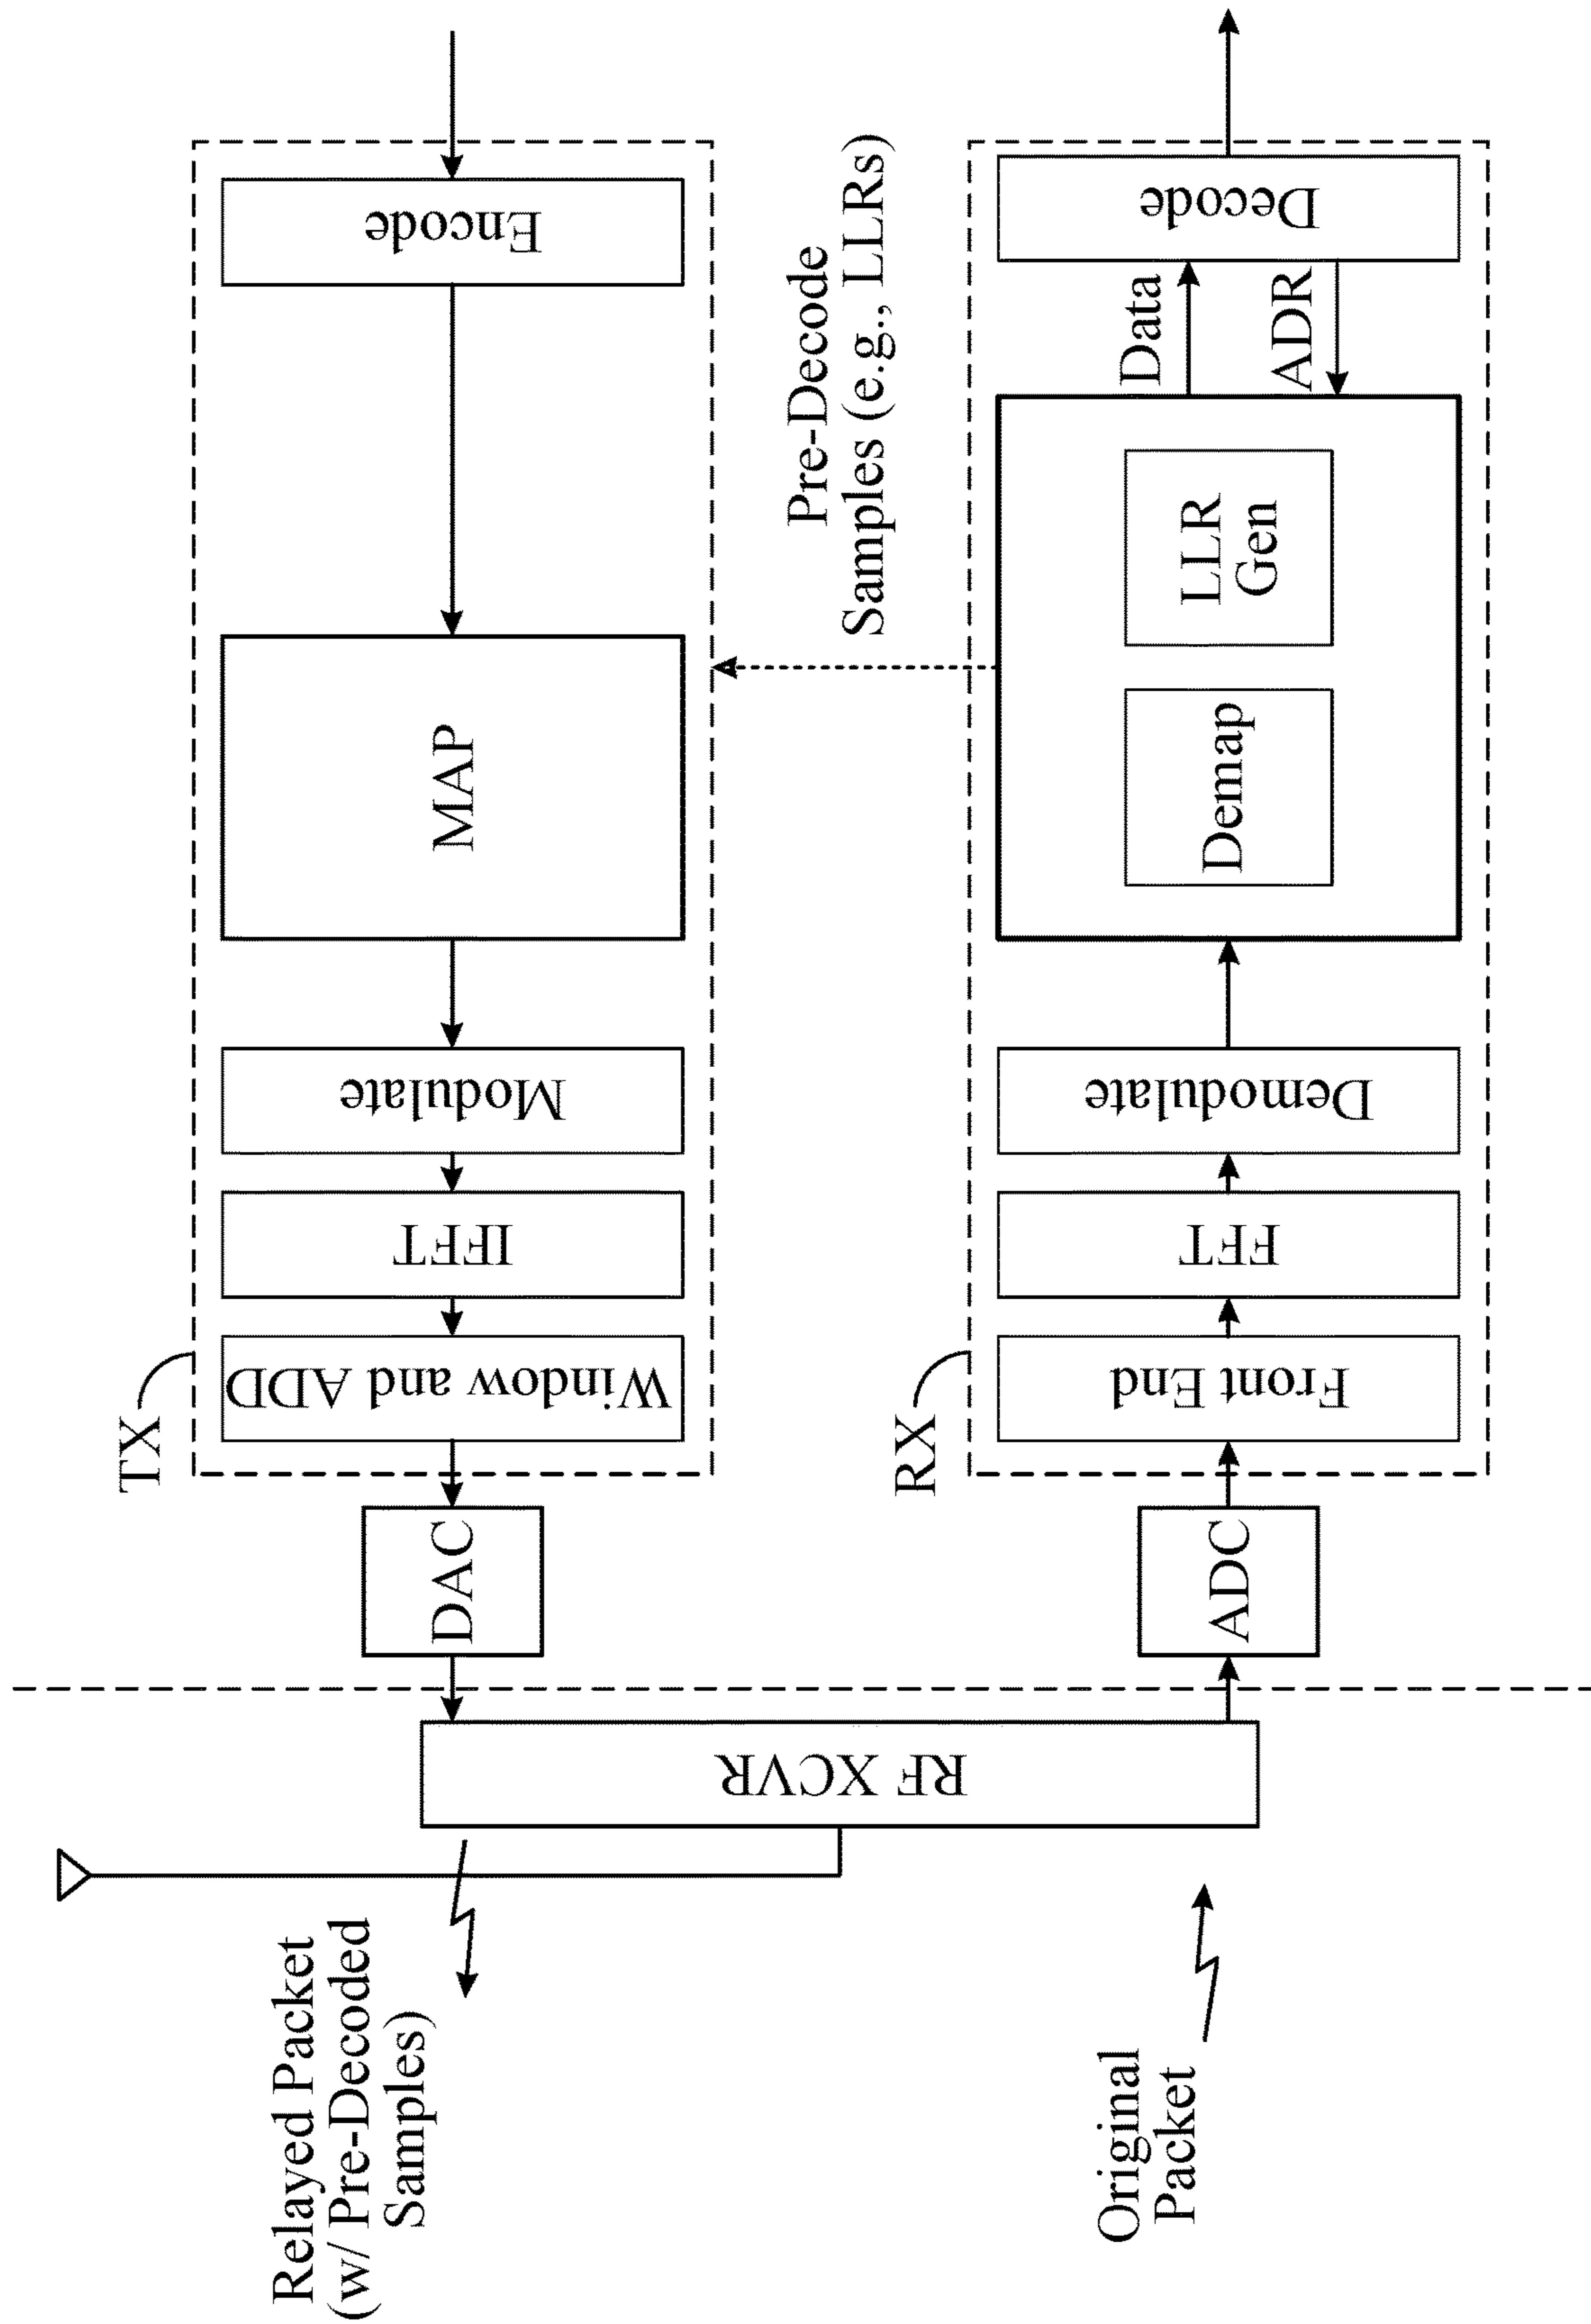 Relayed Packet
(w/ Pre-Decoded
Samples)
RF XCVR
DAC
TX
Window and ADD
IFFT
Modulate
MAP
Encode
Pre-Decode
Samples (e.g., LLRs)
Original
Packet
ADC
RX
Front End
FFT
Demodulate
Demap
LLR
Gen
Data
ADR
Decode